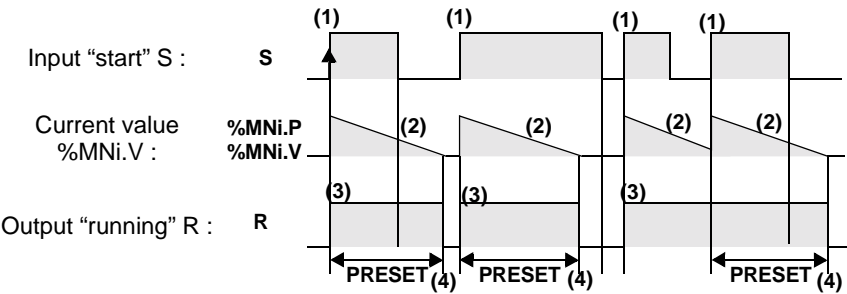 (1) (1) (1) (1)
Input “start” S : S
Current value %MNi.P (2) (2) (2) (2)
%MNi.V : %MNi.V
(3) (3) (3)
Output “running” R : R
PRESET (4) PRESET (4) PRESET (4)